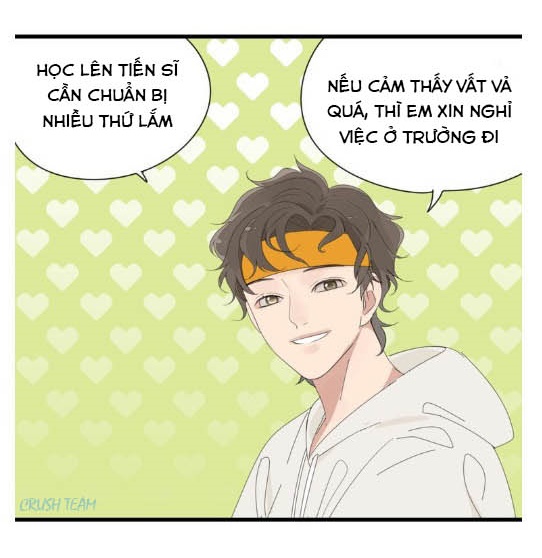 HỌC LÊN TIẾN SĨ
CẦN CHUẨN BỊ
NHIỀU THỨ LẮM
NẾU CẢM THẤY VẤT VẢ
QUÁ, THÌ EM XIN NGHỈ
VIỆC Ở TRƯỜNG ĐI
CRUSH TEAM